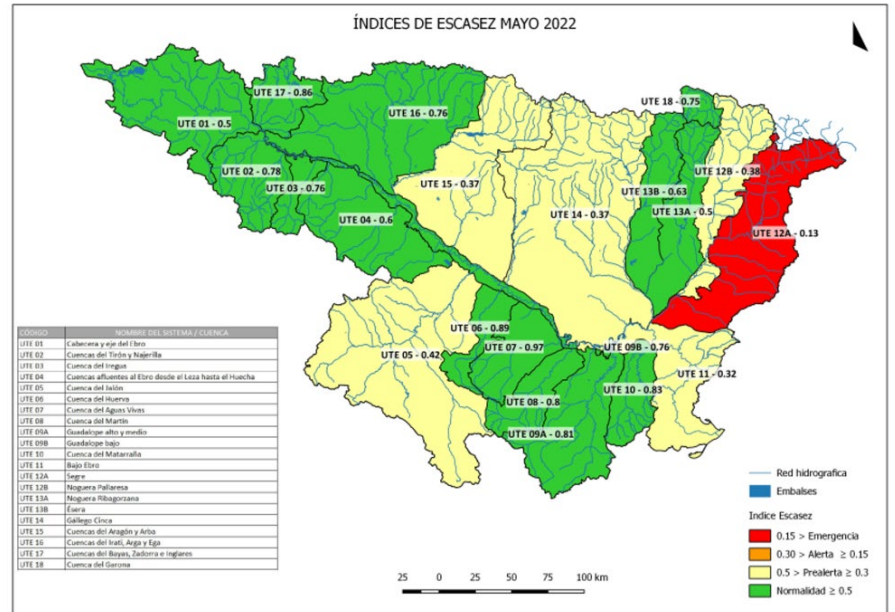 ÍNDICES DE ESCASEZ MAYO 2022
UTE 17 - 0.86
UTE 18 - 0.75
UTE 16 - 0.76
UTE 01 - 0.5
UTE 02 - 0.78
UTE 12B - 0.38
UTE 15 - 0.37
UTE 03 - 0.76
UTE 13B - 0.63
UTE 14 - 0.37
UTE 13A - 0.5
UTE 04 - 0.6
UTE 12A - 0.13
UTE 06 - 0.89
UTE 07 - 0.97
UTE 09B - 0.76
UTE 05 - 0.42
UTE 11 - 0.32
UTE 10 - 0.83
UTE 08 - 0.8
UTE 09A - 0.81
CODIGO NOMBRE DEL SISTEMA / CUENCA
UTE 01 Cabecera y eje del Ebro
UTE 02 Cuencas del Tirón y Najerilla
UTE 03 Cuenca del Iregua
UTE 04 Cuencas afluentes al Ebro desde el Leza hasta el Huecha
UTE 05 Cuenca del Jalón
UTE 06 Cuenca del Huerva
UTE 07 Cuenca del Aguas Vivas
UTE 08 Cuenca del Martín
UTE 09A Guadalope alto y medio
UTE 09B Guadalope bajo
UTE 10 Cuenca del Matarraña
UTE 11 Bajo Ebro
UTE 12A Segre
UTE 12B Noguera Pallaresa
UTE 13A Noguera Ribagorzana
UTE 13B Ésera
UTE 14 Gállego Cinca
UTE 15 Cuencas del Aragón y Arba
UTE 16 Cuencas del Irati, Arga y Ega
UTE 17 Cuencas del Bayas, Zadorra e Inglares
UTE 18 Cuenca del Garona
Red hidrografica
Embalses
Indice Escasez
0.15 > Emergencia
0.30 > Alerta ≥ 0.15
0.5 > Prealerta ≥ 0.3
Normalidad ≥ 0.5
25 0 25 50 75 100 km